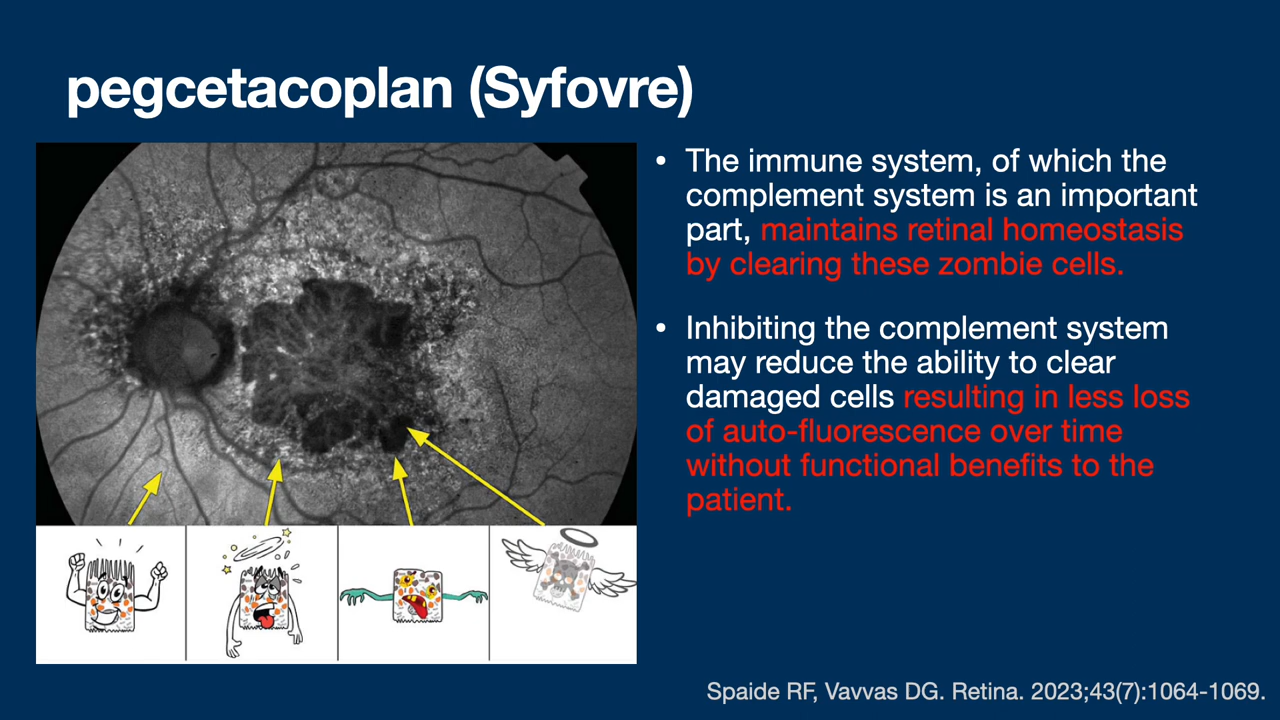 pegcetacoplan (Syfovre)
• The immune system, of which the
complement system is an important
part, maintains retinal homeostasis
by clearing these zombie cells.
• Inhibiting the complement system
may reduce the ability to clear
damaged cells resulting in less loss
of auto-fluorescence over time
without functional benefits to the
patient.
Spaide RF, Vavvas DG. Retina. 2023;43(7):1064-1069.